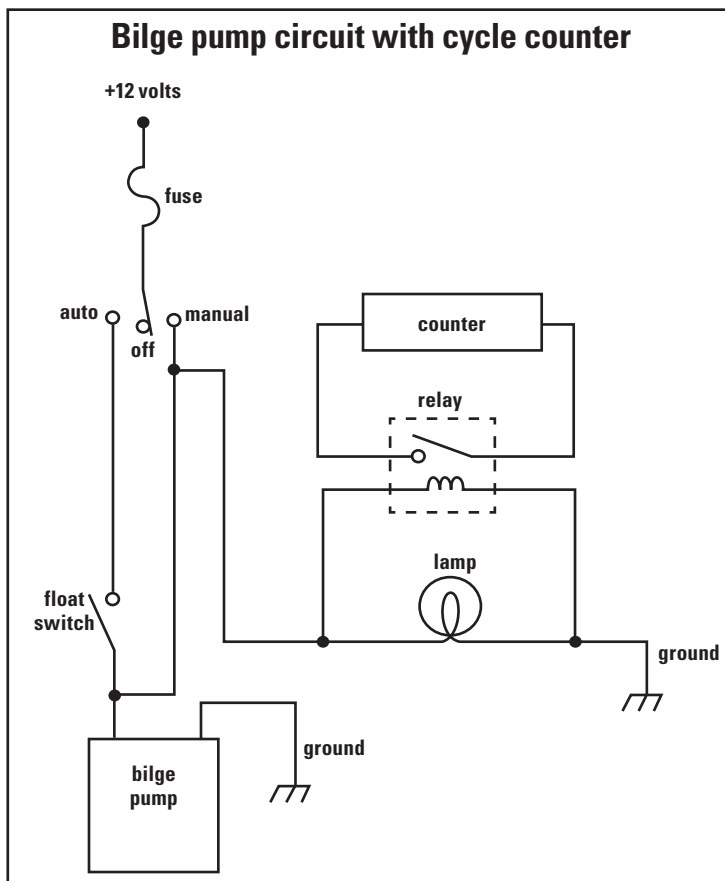 Bilge pump circuit with cycle counter
+12 volts
fuse
auto
manual
off
counter
relay
lamp
float
switch
ground
ground
bilge
pump